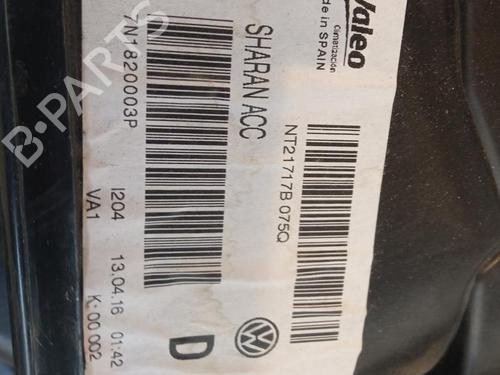 Valeo
Climatización
Made in SPAIN
SHARAN ACC
NT21717B 075Q
7N1820003P
I204 13.04.16 01:42
VA1 K: 00 002
D
B-PARTS